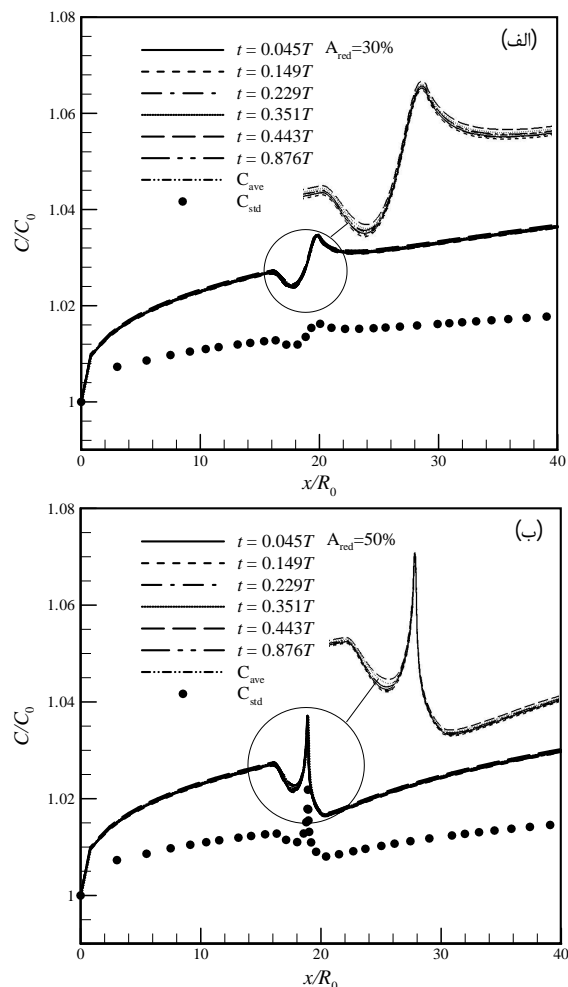 1.08
(الف)
t = 0.045T A_red=30%
t = 0.149T
t = 0.229T
1.06
t = 0.351T
t = 0.443T
t = 0.876T
C_ave
C_std
1.04
C/C_0
1.02
1
0 10 20 30 40
x/R_0
1.08
(ب)
t = 0.045T A_red=50%
t = 0.149T
t = 0.229T
1.06
t = 0.351T
t = 0.443T
t = 0.876T
C_ave
C_std
1.04
C/C_0
1.02
1
0 10 20 30 40
x/R_0